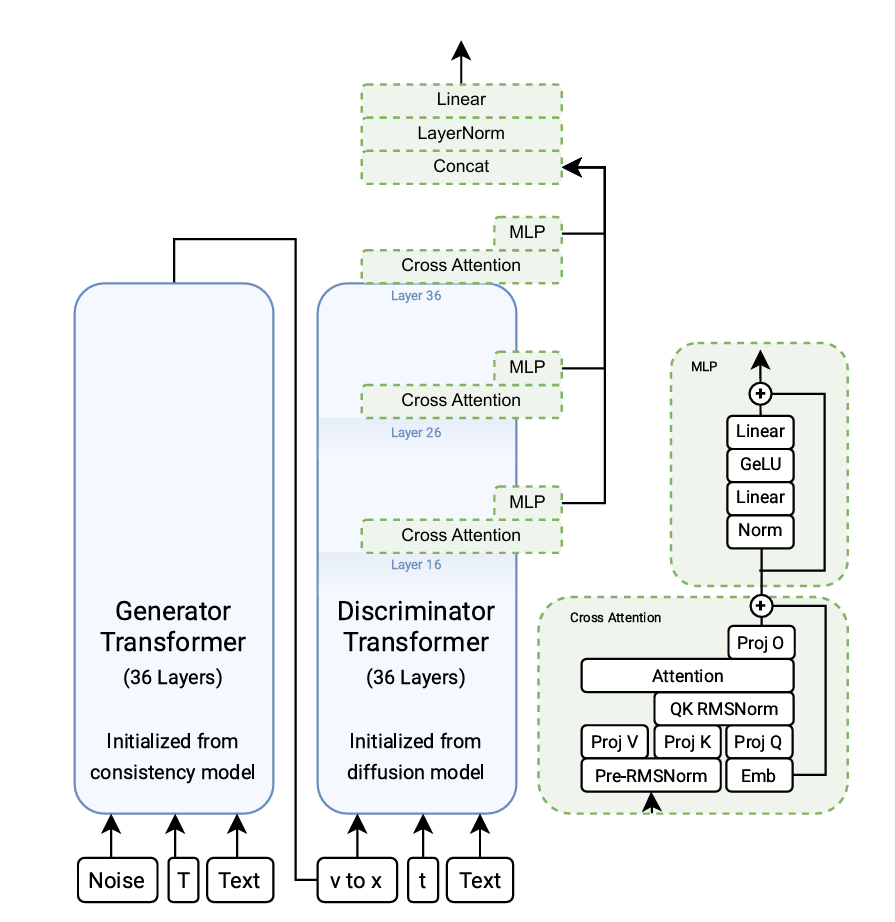 Linear
LayerNorm
Concat
MLP
Cross Attention
Layer 36
MLP
Cross Attention
Layer 26
MLP
Cross Attention
Layer 16
Generator
Transformer
(36 Layers)
Initialized from
consistency model
Noise
T
Text
Discriminator
Transformer
(36 Layers)
Initialized from
diffusion model
v to x
t
Text
MLP
+
Linear
GeLU
Linear
Norm
Cross Attention
+
Proj O
Attention
QK RMSNorm
Proj V
Proj K
Proj Q
Pre-RMSNorm
Emb